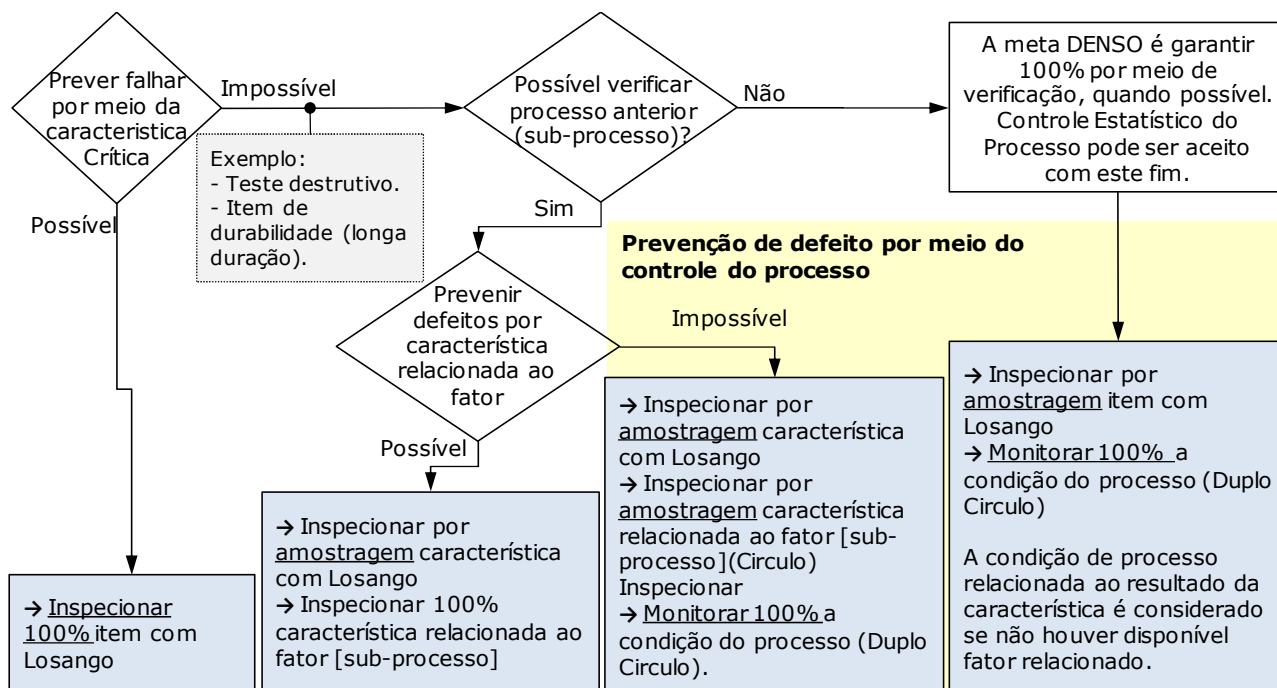 Prever falhar
por meio da
caracteristica
Crítica
Impossível
Possível verificar
processo anterior
(sub-processo)?
Não
A meta DENSO é garantir
100% por meio de
verificação, quando possível.
Controle Estatístico do
Processo pode ser aceito
com este fim.
Exemplo:
- Teste destrutivo.
- Item de
durabilidade (longa
duração).
Possível
Sim
Prevenção de defeito por meio do
controle do processo
Prevenir
defeitos por
característica
relacionada ao
fator
Impossível
Possível
→ Inspecionar
100% item com
Losango
→ Inspecionar por
amostragem característica
com Losango
→ Inspecionar 100%
característica relacionada ao
fator [sub-processo]
→ Inspecionar por
amostragem característica
com Losango
→ Inspecionar por
amostragem característica
relacionada ao fator [sub-
processo](Circulo)
Inspecionar
→ Monitorar 100% a
condição do processo (Duplo
Circulo).
→ Inspecionar por
amostragem item com
Losango
→ Monitorar 100% a
condição do processo (Duplo
Circulo)
A condição de processo
relacionada ao resultado da
característica é considerado
se não houver disponível
fator relacionado.